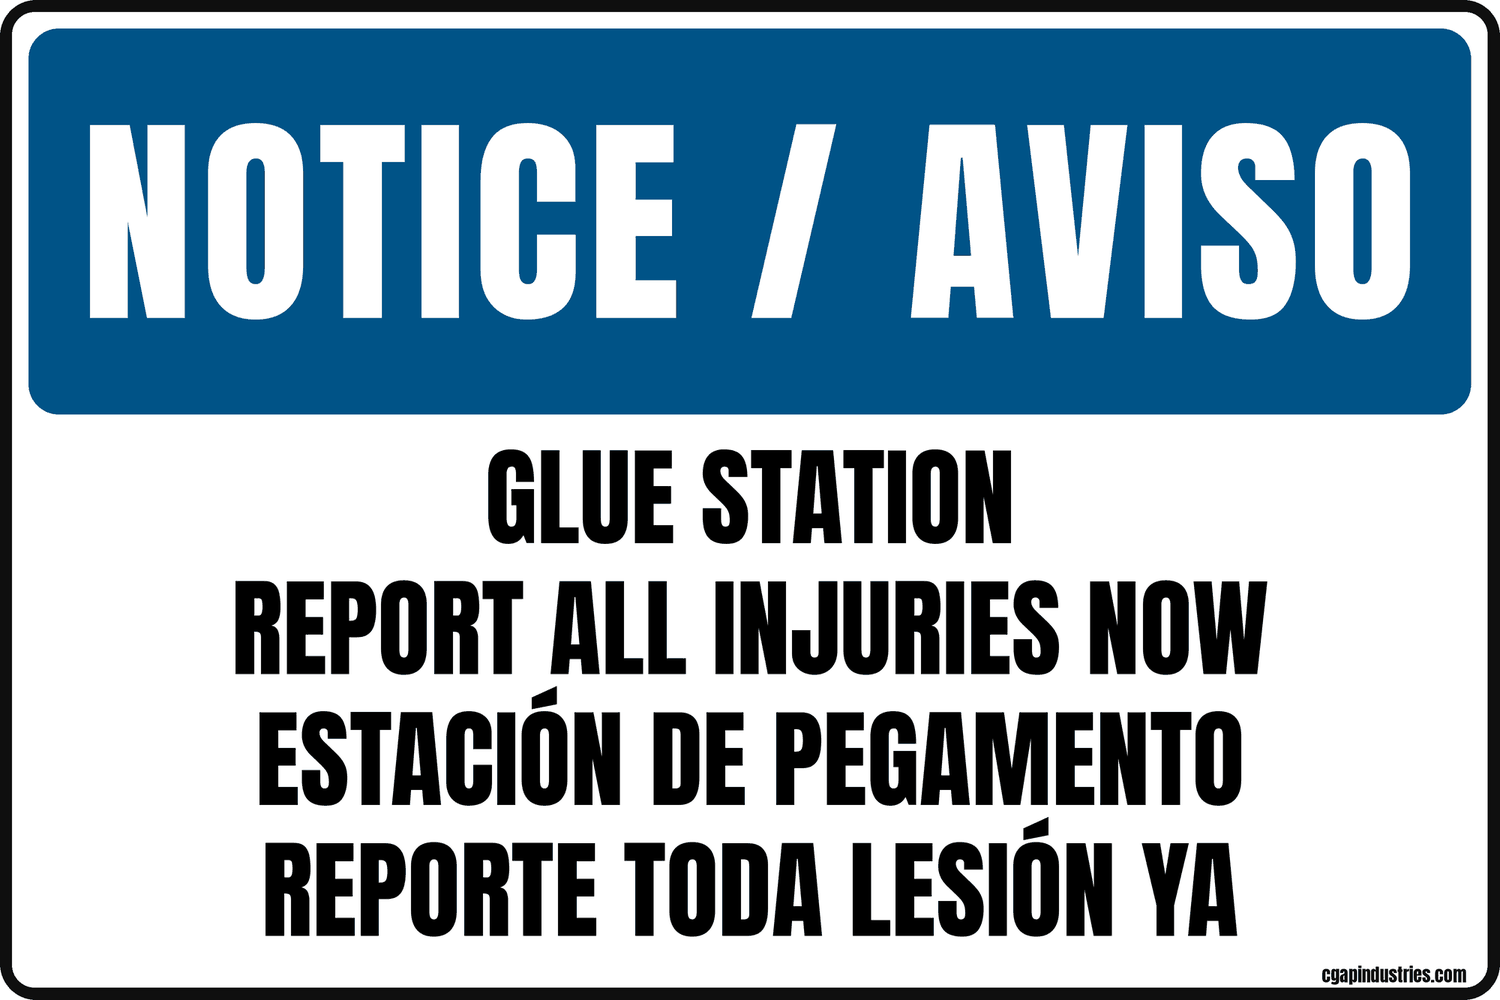 NOTICE / AVISO
GLUE STATION
REPORT ALL INJURIES NOW
ESTACIÓN DE PEGAMENTO
REPORTE TODA LESIÓN YA
cgapindustries.com